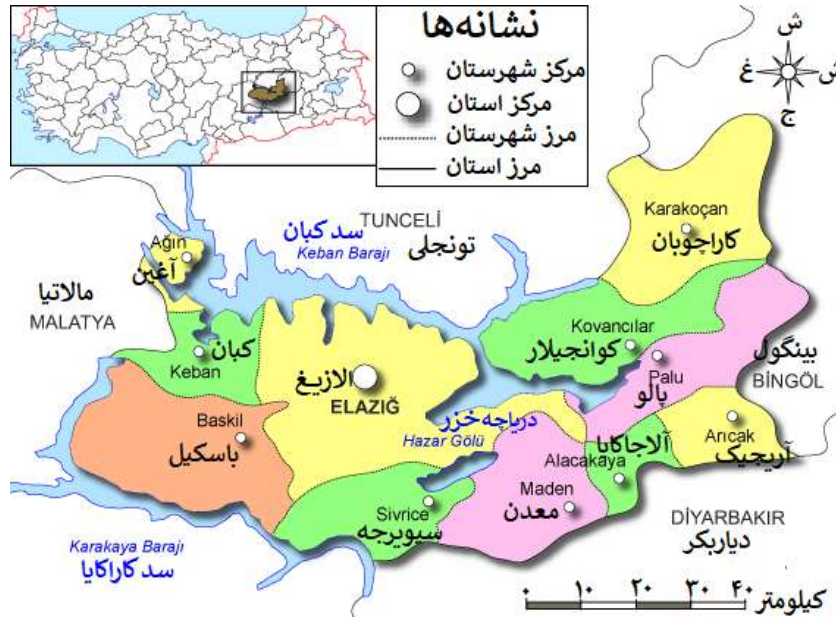 نشانه‌ها
مرکز شهرستان
مرکز استان
مرز شهرستان
مرز استان
ش
غ
ش
ج
Karakoçan
کاراچوبان
TUNCELİ
تونجلی
سد کبان
Keban Barajı
Ağın
آغین
مالاتیا
MALATYA
کبان
Keban
Kovancılar
کوانجیلار
بینگول
BİNGÖL
Palu
پالو
الازیغ
ELAZIĞ
دریاچه خزر
Hazar Gölü
Baskil
باسکیل
Arıcak
آریجیک
آلاجاکایا
Alacakaya
Maden
معدن
Sivrice
سیویرجه
DİYARBAKIR
دیاربکر
Karakaya Barajı
سد کاراکایا
۰ ۱۰ ۲۰ ۳۰ ۴۰
کیلومتر